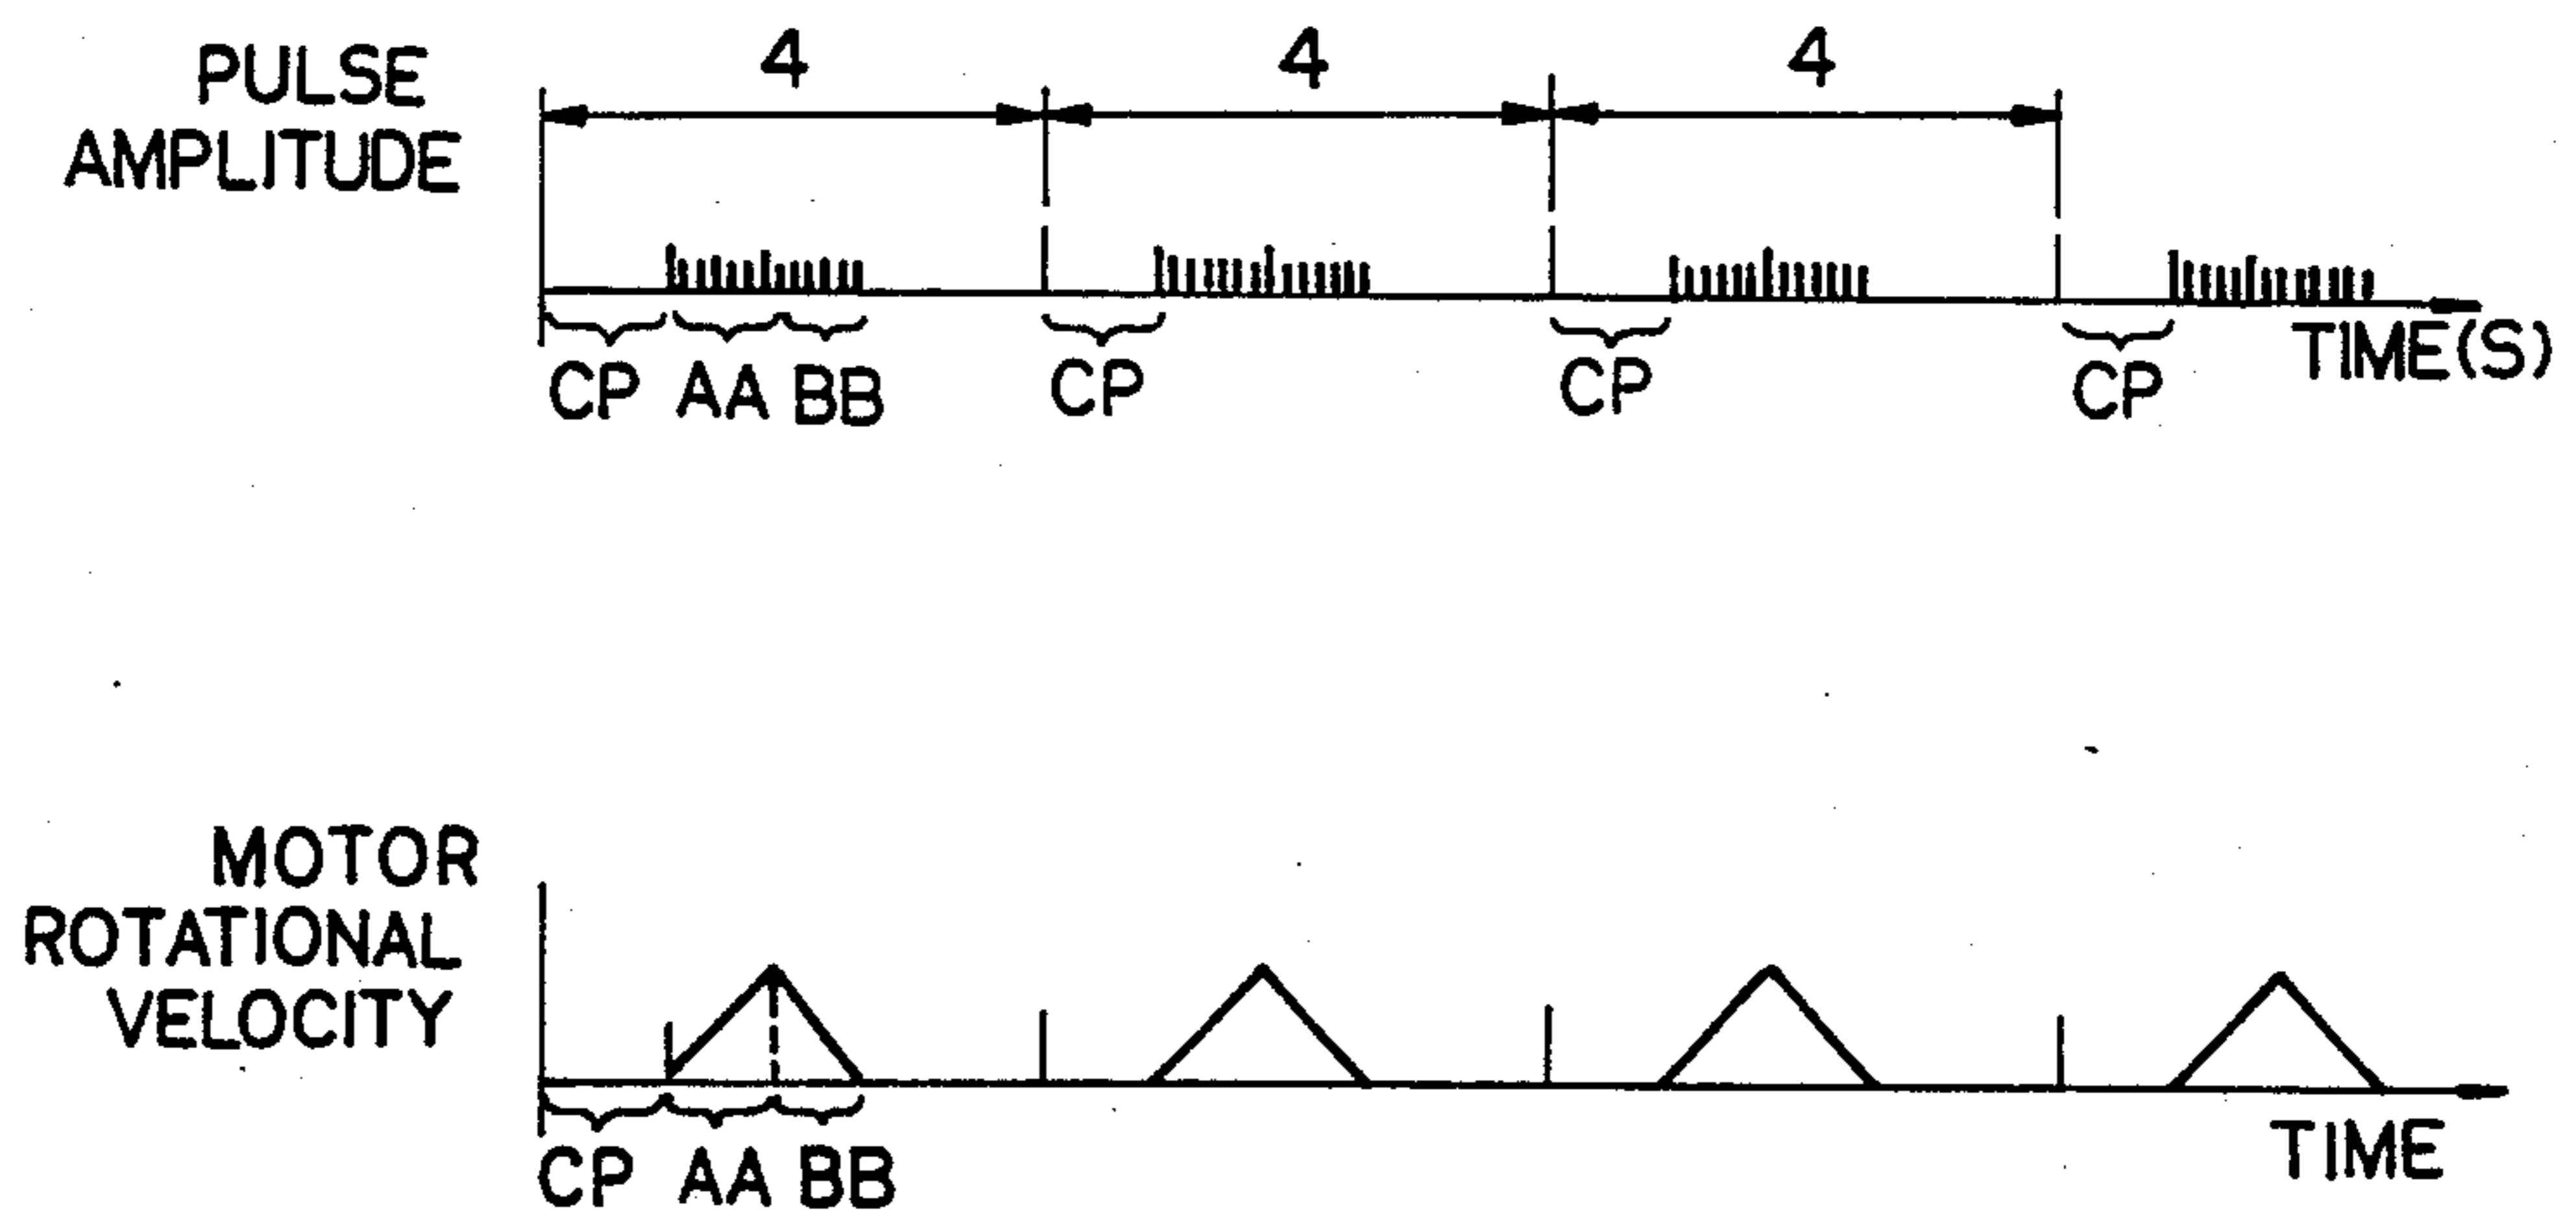 PULSE
AMPLITUDE
4 4 4
CP AA BB CP CP CP
TIME(S)
MOTOR
ROTATIONAL
VELOCITY
CP AA BB
TIME